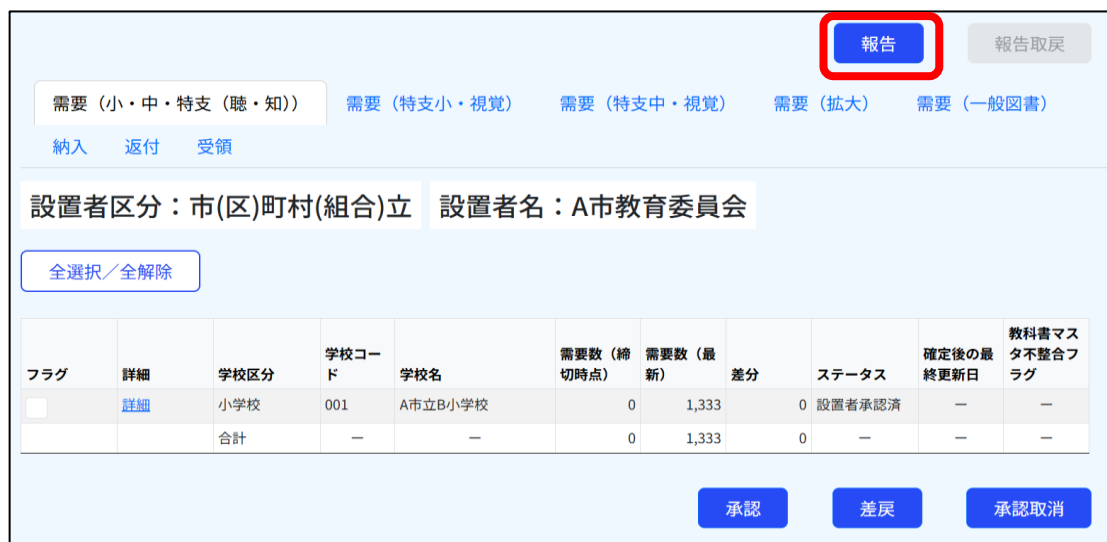 報告 報告取戻
需要（小・中・特支（聴・知）） 需要（特支小・視覚） 需要（特支中・視覚） 需要（拡大） 需要（一般図書）
納入 返付 受領
設置者区分：市(区)町村(組合)立 設置者名：A市教育委員会
全選択／全解除
フラグ 詳細 学校区分 学校コード 学校名 需要数（締切時点） 需要数（最新） 差分 ステータス 確定後の最終更新日 教科書マスタ不整合フラグ
詳細 小学校 001 A市立B小学校 0 1,333 0 設置者承認済 － －
合計 － － 0 1,333 0 － － －
承認 差戻 承認取消